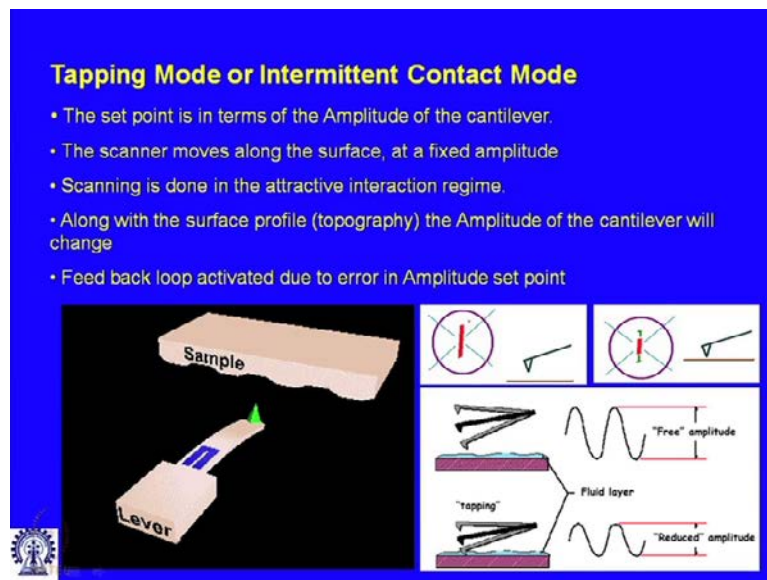 Tapping Mode or Intermittent Contact Mode
• The set point is in terms of the Amplitude of the cantilever.
• The scanner moves along the surface, at a fixed amplitude
• Scanning is done in the attractive interaction regime.
• Along with the surface profile (topography) the Amplitude of the cantilever will
change
• Feed back loop activated due to error in Amplitude set point
Sample
Lever
"Free" amplitude
Fluid layer
"tapping"
"Reduced" amplitude